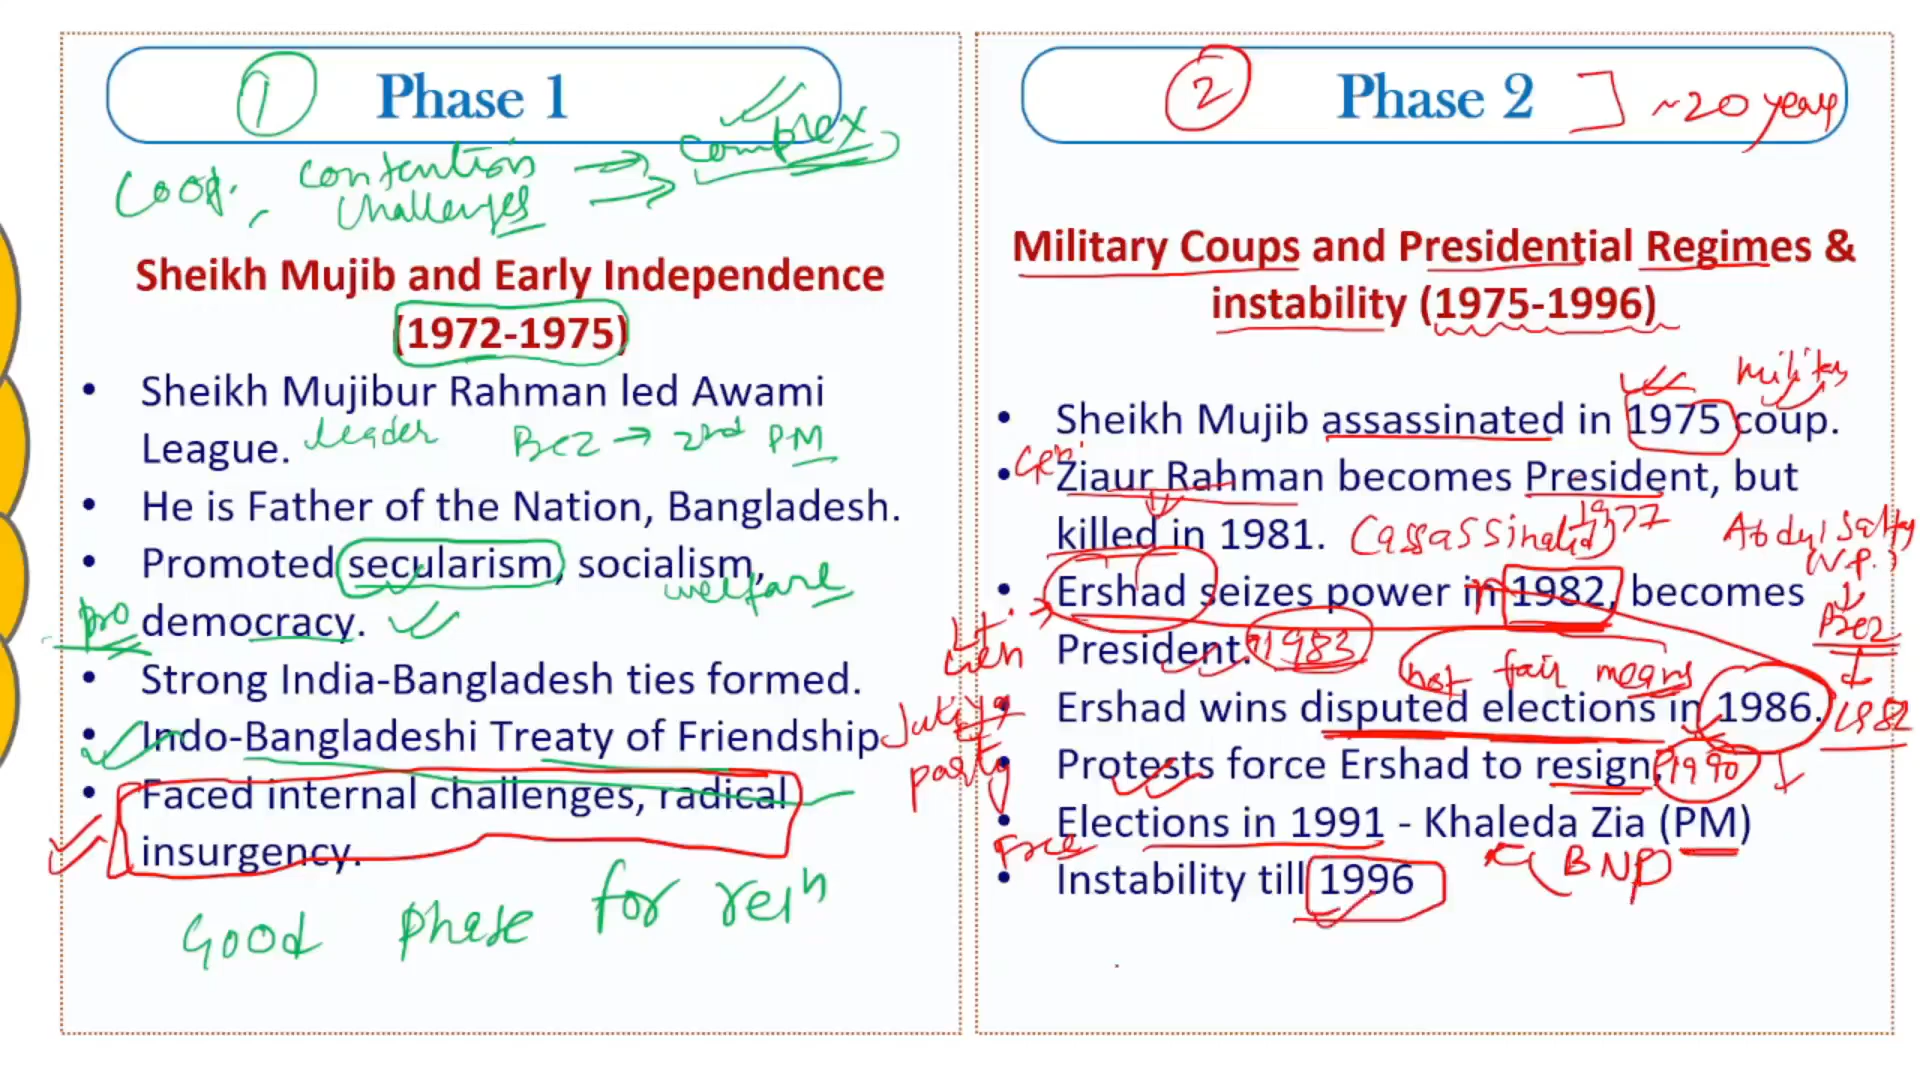 1 Phase 1
Coop., contention complex
challenges
Sheikh Mujib and Early Independence
(1972-1975)
• Sheikh Mujibur Rahman led Awami
League. leader Bez → 2nd PM
• He is Father of the Nation, Bangladesh.
• Promoted secularism, socialism,
welfare
pro democracy.
• Strong India-Bangladesh ties formed.
• Indo-Bangladeshi Treaty of Friendship
• Faced internal challenges, radical
insurgency.
Good phase for relⁿ
2 Phase 2 ~20 years
Military Coups and Presidential Regimes &
instability (1975-1996)
military
• Sheikh Mujib assassinated in 1975 coup.
Gen.
• Ziaur Rahman becomes President, but
1977
killed in 1981. (assassinated) Abdul
(V.P.)
• Ershad seizes power in 1982, becomes
Lt. Gen
President. 1983 not fair means
• Ershad wins disputed elections in 1986. 1982
Jatiya party
• Protests force Ershad to resign, 1990
• Elections in 1991 - Khaleda Zia (PM)
Free BNP
• Instability till 1996